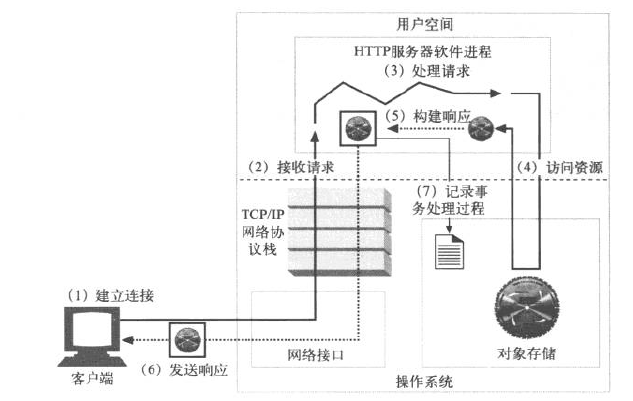 用户空间
HTTP服务器软件进程
(3) 处理请求
(5) 构建响应
(2) 接收请求
(4) 访问资源
(7) 记录事
务处理过程
TCP/IP
网络协
议栈
(1) 建立连接
网络接口
对象存储
(6) 发送响应
客户端
操作系统